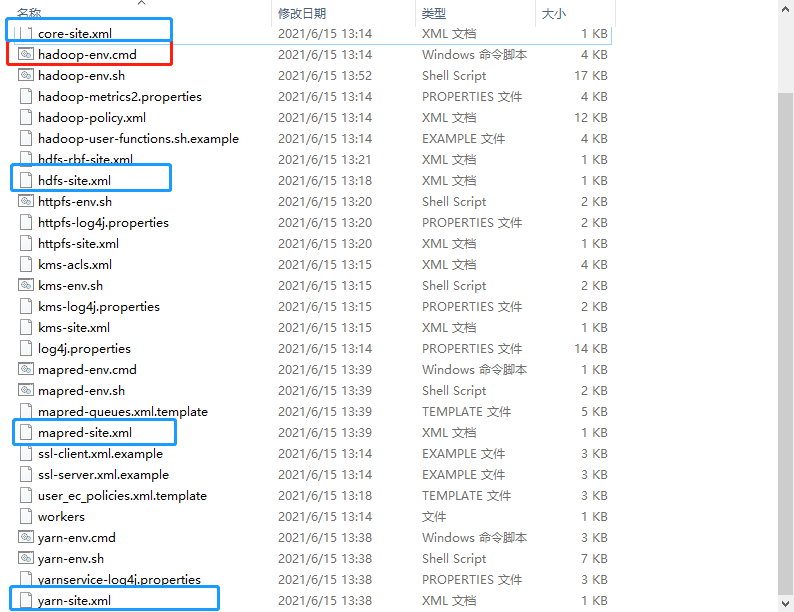 名称 修改日期 类型 大小
core-site.xml 2021/6/15 13:14 XML 文档 1 KB
hadoop-env.cmd 2021/6/15 13:14 Windows 命令脚本 4 KB
hadoop-env.sh 2021/6/15 13:52 Shell Script 17 KB
hadoop-metrics2.properties 2021/6/15 13:14 PROPERTIES 文件 4 KB
hadoop-policy.xml 2021/6/15 13:14 XML 文档 12 KB
hadoop-user-functions.sh.example 2021/6/15 13:14 EXAMPLE 文件 4 KB
hdfs-rbf-site.xml 2021/6/15 13:21 XML 文档 1 KB
hdfs-site.xml 2021/6/15 13:18 XML 文档 1 KB
httpfs-env.sh 2021/6/15 13:20 Shell Script 2 KB
httpfs-log4j.properties 2021/6/15 13:20 PROPERTIES 文件 2 KB
httpfs-site.xml 2021/6/15 13:20 XML 文档 1 KB
kms-acls.xml 2021/6/15 13:15 XML 文档 4 KB
kms-env.sh 2021/6/15 13:15 Shell Script 2 KB
kms-log4j.properties 2021/6/15 13:15 PROPERTIES 文件 2 KB
kms-site.xml 2021/6/15 13:15 XML 文档 1 KB
log4j.properties 2021/6/15 13:14 PROPERTIES 文件 14 KB
mapred-env.cmd 2021/6/15 13:39 Windows 命令脚本 1 KB
mapred-env.sh 2021/6/15 13:39 Shell Script 2 KB
mapred-queues.xml.template 2021/6/15 13:39 TEMPLATE 文件 5 KB
mapred-site.xml 2021/6/15 13:39 XML 文档 1 KB
ssl-client.xml.example 2021/6/15 13:14 EXAMPLE 文件 3 KB
ssl-server.xml.example 2021/6/15 13:14 EXAMPLE 文件 3 KB
user_ec_policies.xml.template 2021/6/15 13:18 TEMPLATE 文件 3 KB
workers 2021/6/15 13:14 文件 1 KB
yarn-env.cmd 2021/6/15 13:38 Windows 命令脚本 3 KB
yarn-env.sh 2021/6/15 13:38 Shell Script 7 KB
yarnservice-log4j.properties 2021/6/15 13:38 PROPERTIES 文件 3 KB
yarn-site.xml 2021/6/15 13:38 XML 文档 1 KB